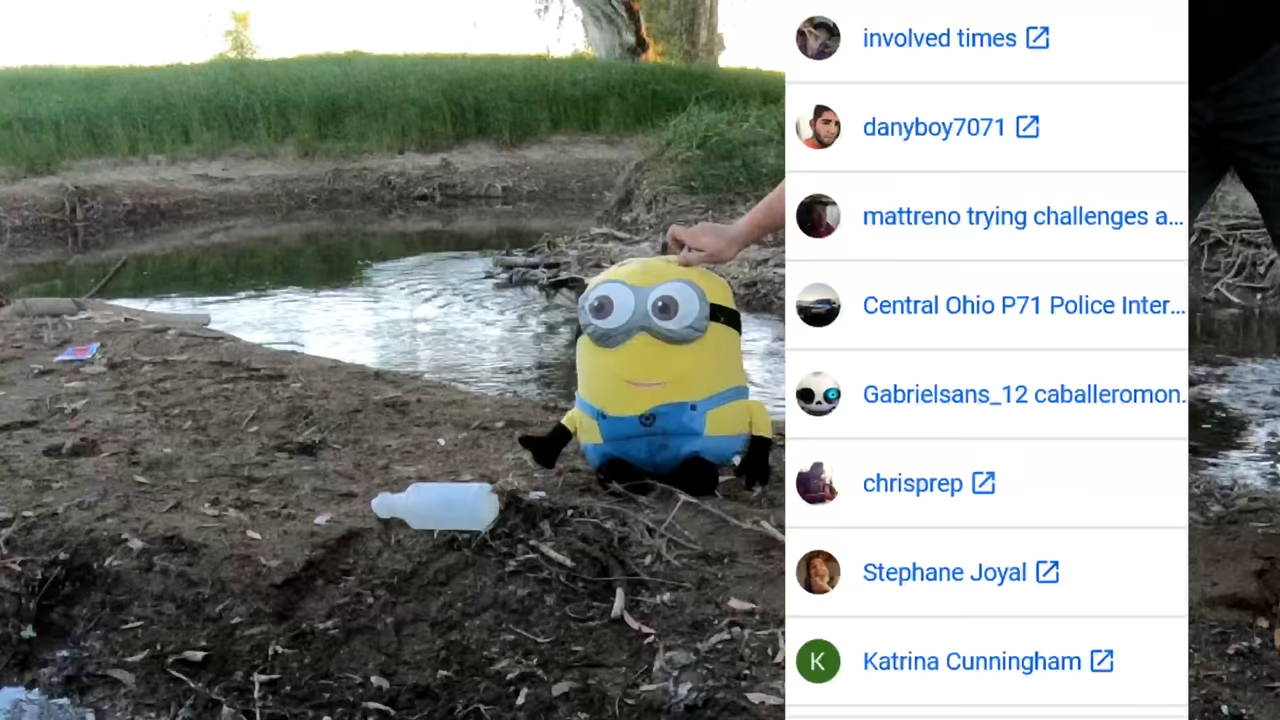 involved times
danyboy7071
mattreno trying challenges a...
Central Ohio P71 Police Inter...
Gabrielsans_12 caballeromon.
chrisprep
Stephane Joyal
K Katrina Cunningham